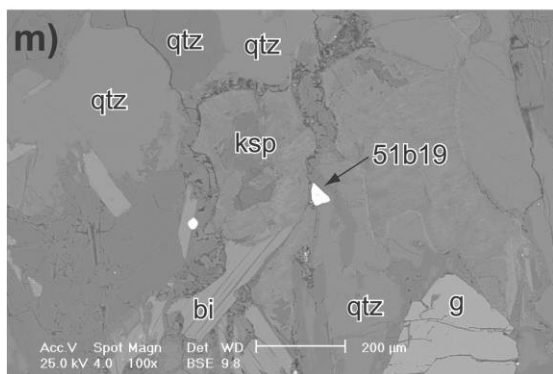 m)
qtz
qtz
qtz
ksp
51b19
bi
qtz
g
Acc.V Spot Magn Det WD 200 µm
25.0 kV 4.0 100x BSE 9.8